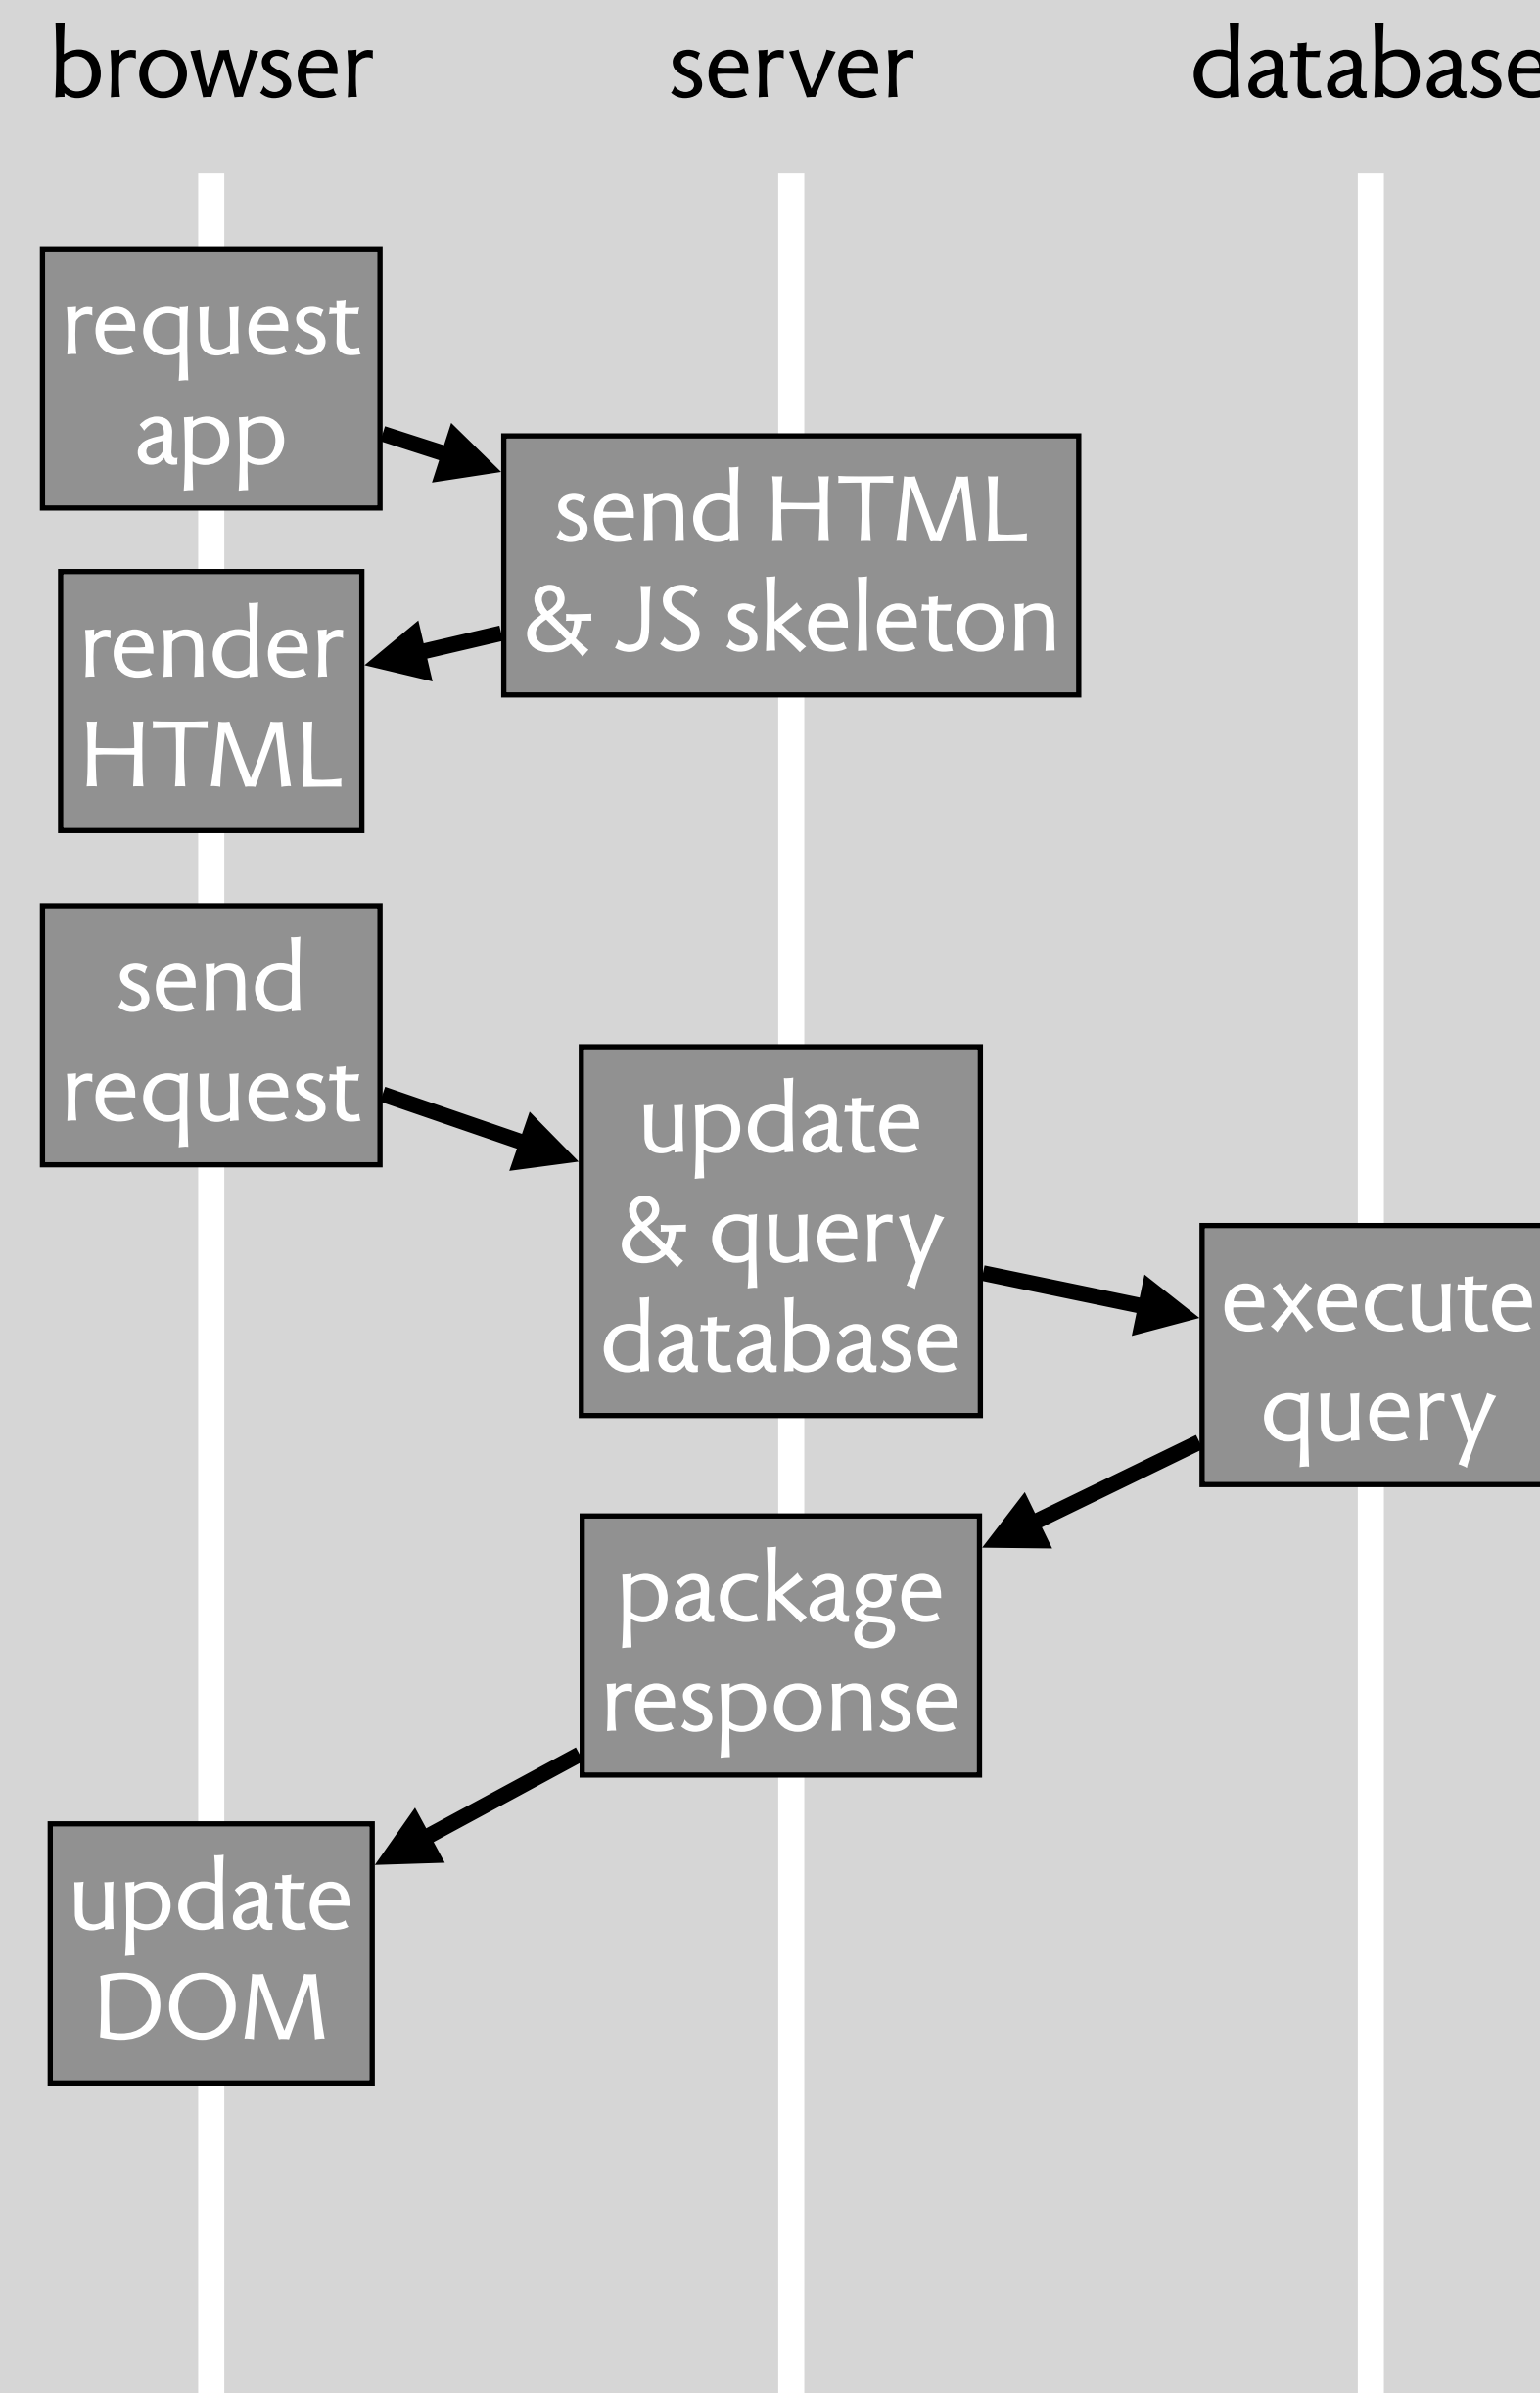 browser server database
request
app
send HTML
& JS skeleton
render
HTML
send
request
update
& query
database
execute
query
package
response
update
DOM